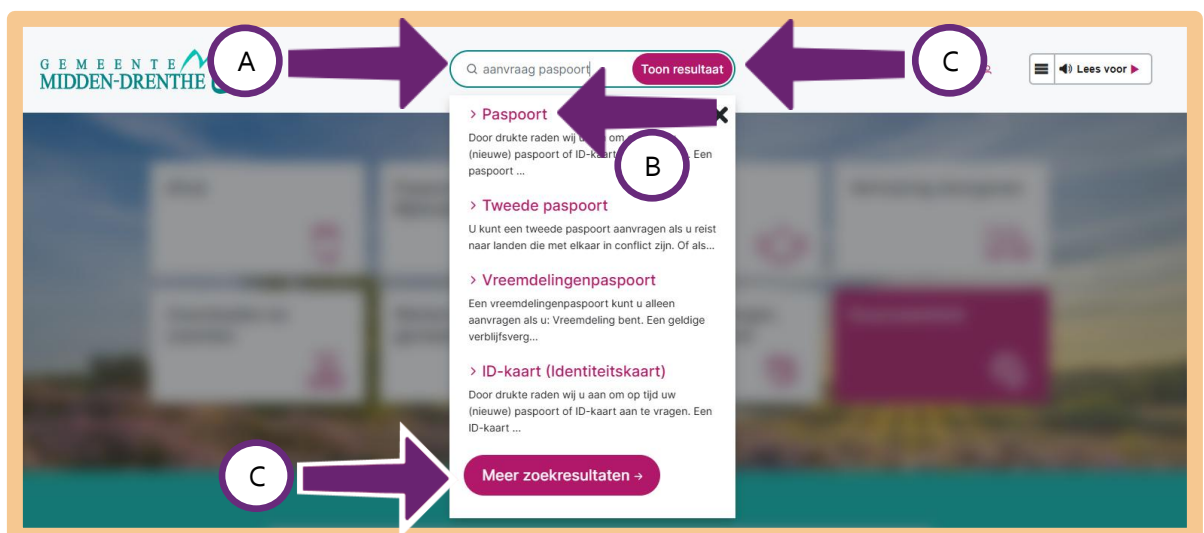 GEMEENTE
MIDDEN-DRENTHE
A
aanvraag paspoort
Toon resultaat
C
Lees voor
> Paspoort
B
Door drukte raden wij u om
(nieuwe) paspoort of ID-kaart Een
paspoort ...
> Tweede paspoort
U kunt een tweede paspoort aanvragen als u reist
naar landen die met elkaar in conflict zijn. Of als...
> Vreemdelingenpaspoort
Een vreemdelingenpaspoort kunt u alleen
aanvragen als u: Vreemdeling bent. Een geldige
verblijfsverg...
> ID-kaart (Identiteitskaart)
Door drukte raden wij u aan om op tijd uw
(nieuwe) paspoort of ID-kaart aan te vragen. Een
ID-kaart ...
C
Meer zoekresultaten →